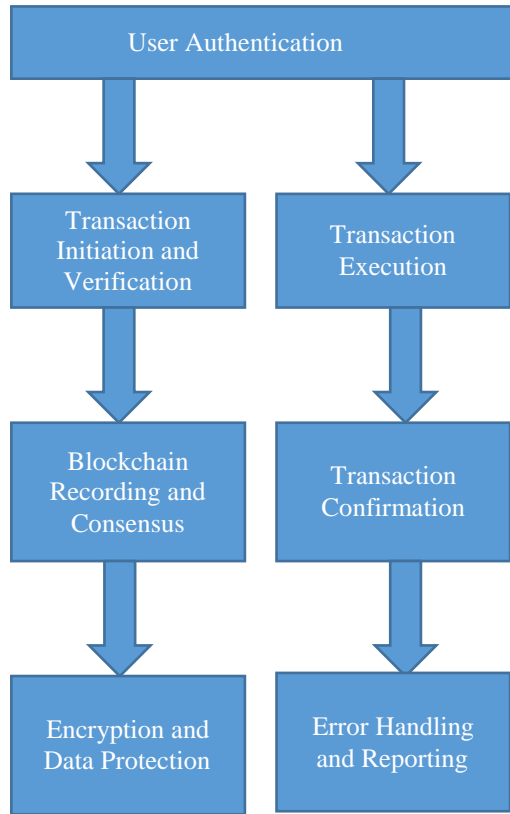 User Authentication
Transaction
Initiation and
Verification
Transaction
Execution
Blockchain
Recording and
Consensus
Transaction
Confirmation
Encryption and
Data Protection
Error Handling
and Reporting